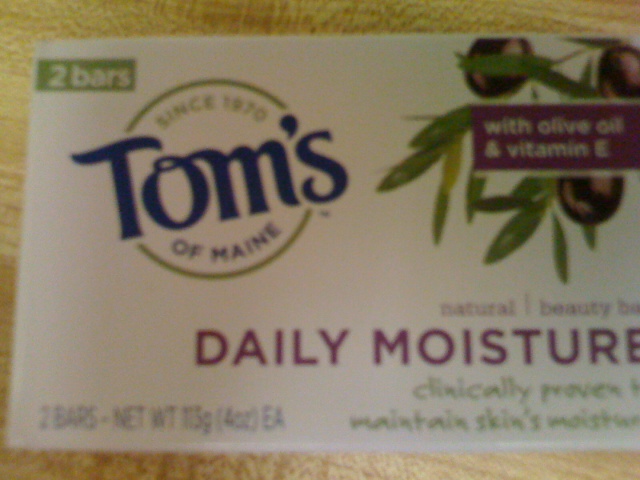 2 bars
SINCE 1970
Tom's
OF MAINE
with olive oil
& vitamin E
natural | beauty
DAILY MOISTURE
clinically proven
maintain skin's
2 BARS - NET WT 113g (4oz) EA